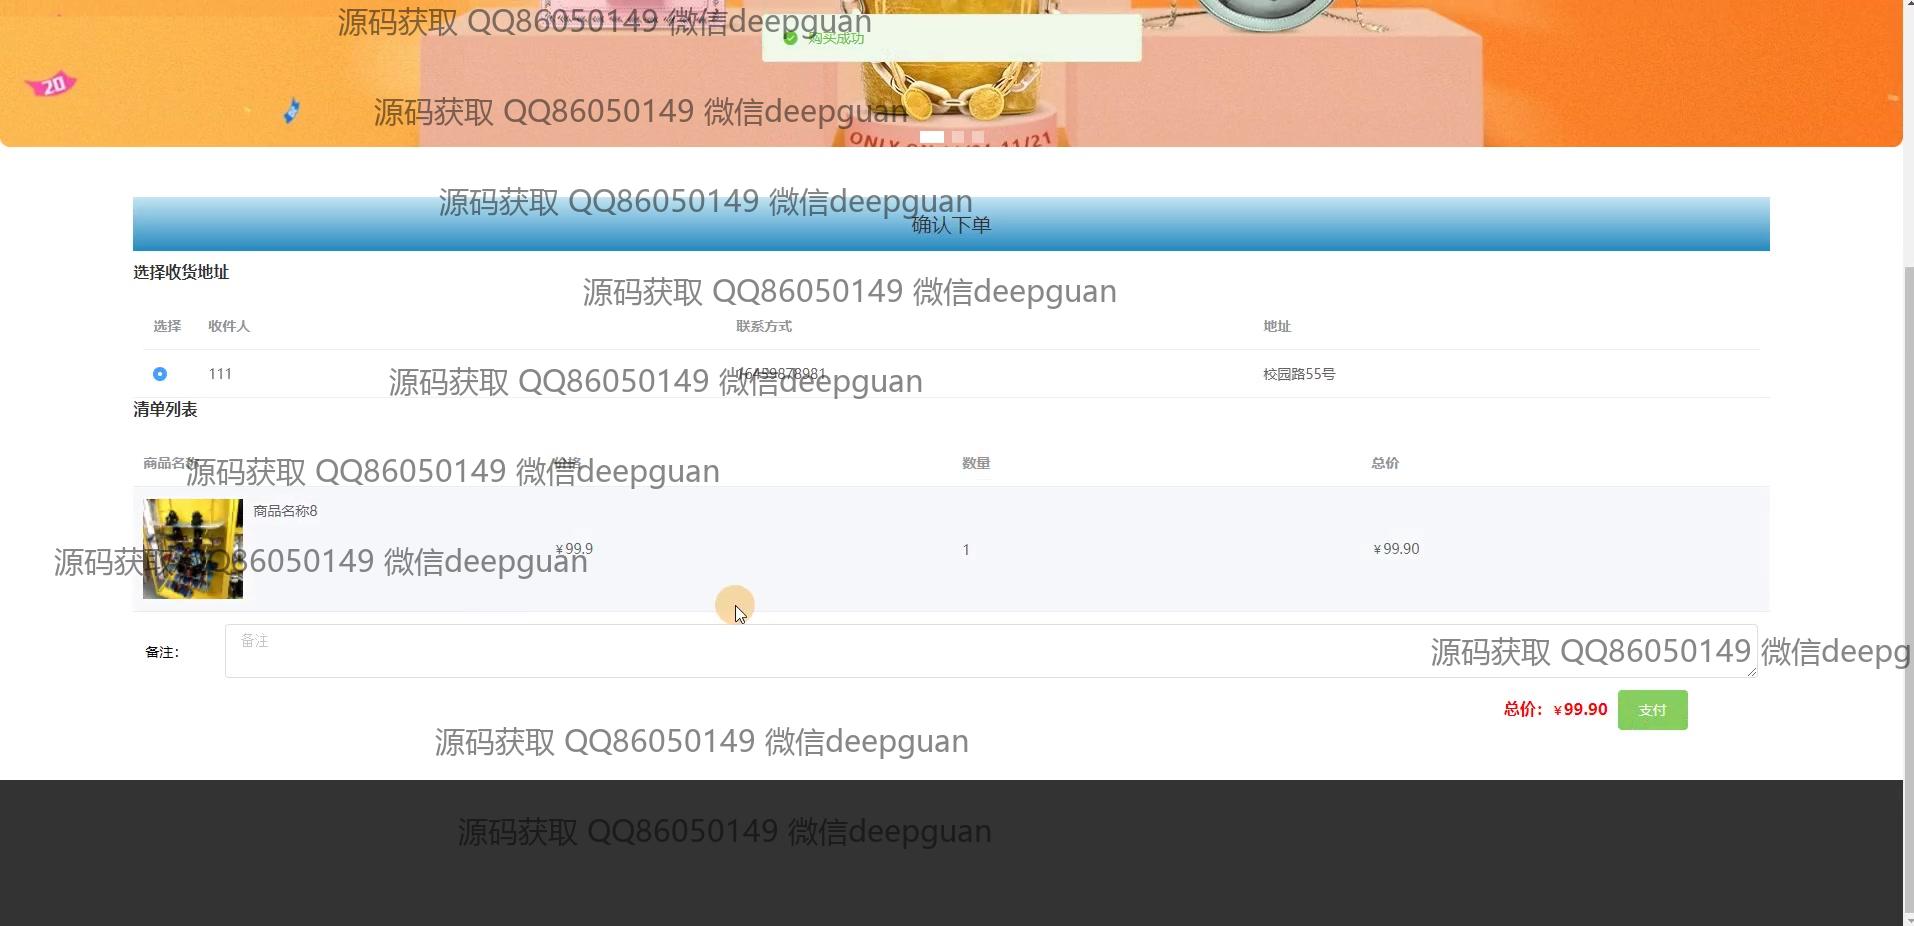 源码获取 QQ86050149 微信deepguan
购买成功
20
源码获取 QQ86050149 微信deepguan
源码获取 QQ86050149 微信deepguan
确认下单
选择收货地址
源码获取 QQ86050149 微信deepguan
选择 收件人 联系方式 地址
111 16459878981 校园路55号
源码获取 QQ86050149 微信deepguan
清单列表
商品名称 价格 数量 总价
源码获取 QQ86050149 微信deepguan
商品名称8
¥99.9 1 ¥99.90
源码获取 QQ86050149 微信deepguan
备注: 备注
源码获取 QQ86050149 微信deepg
总价：¥99.90 支付
源码获取 QQ86050149 微信deepguan
源码获取 QQ86050149 微信deepguan